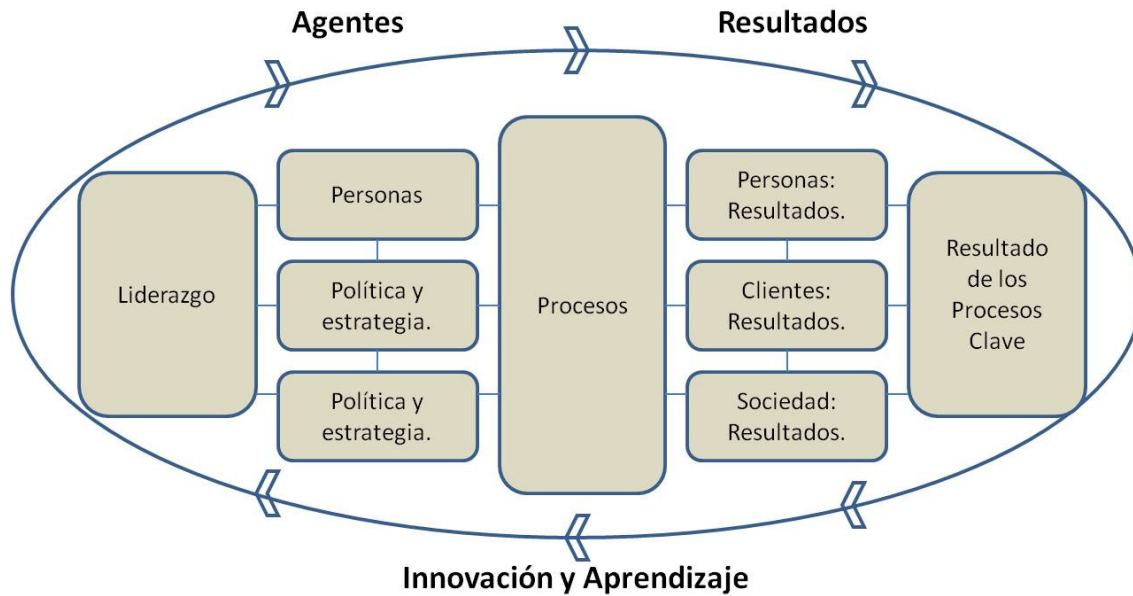 Agentes
Resultados
Liderazgo
Personas
Política y
estrategia.
Política y
estrategia.
Procesos
Personas:
Resultados.
Clientes:
Resultados.
Sociedad:
Resultados.
Resultado
de los
Procesos
Clave
Innovación y Aprendizaje